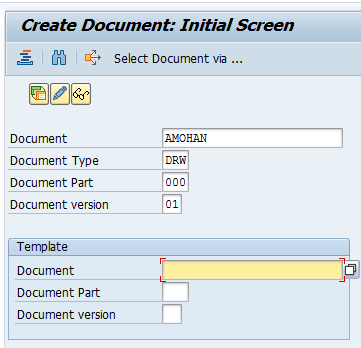 Create Document: Initial Screen
Select Document via ...
Document AMOHAN
Document Type DRW
Document Part 000
Document version 01
Template
Document
Document Part
Document version